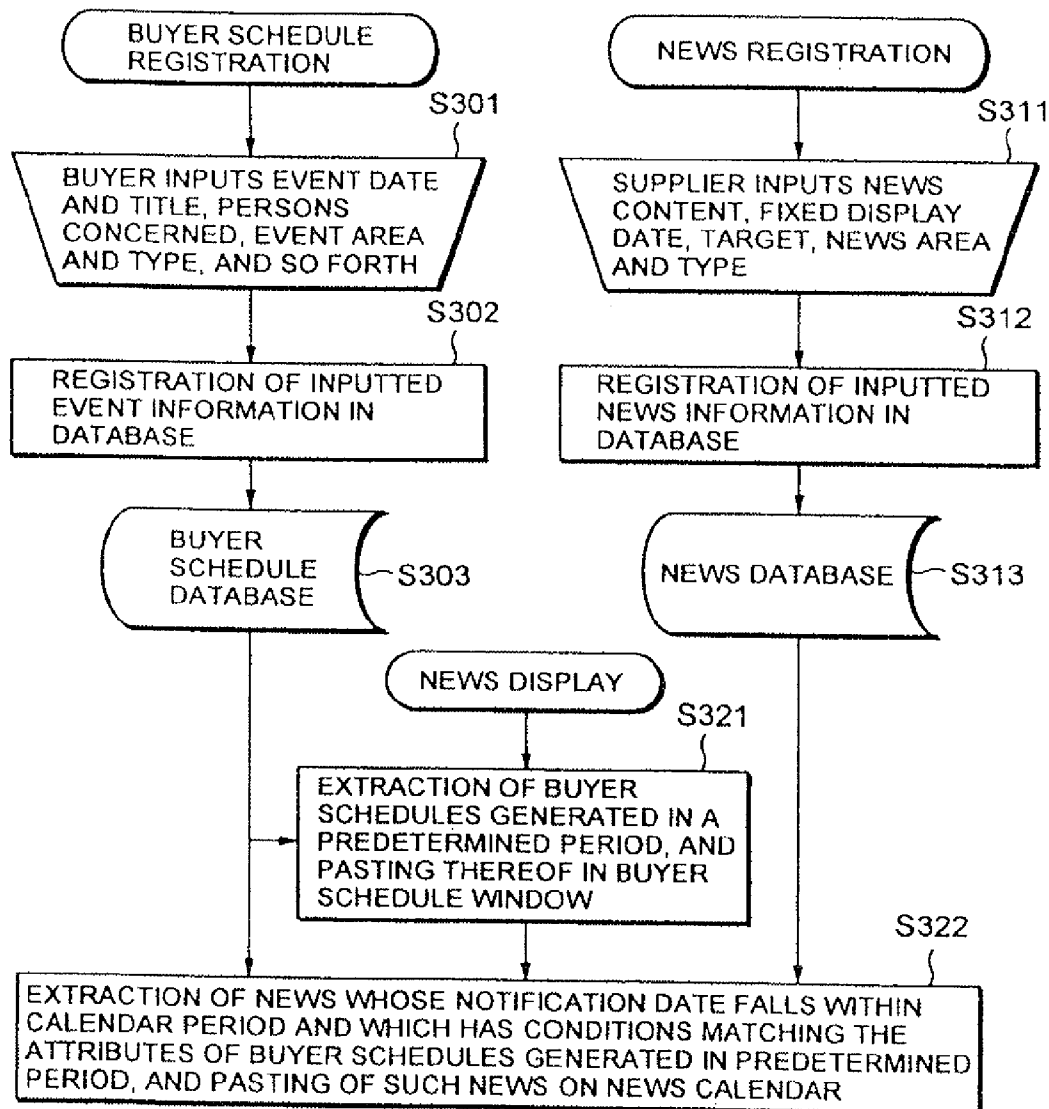 BUYER SCHEDULE
REGISTRATION
S301
BUYER INPUTS EVENT DATE
AND TITLE, PERSONS
CONCERNED, EVENT AREA
AND TYPE, AND SO FORTH
S302
REGISTRATION OF INPUTTED
EVENT INFORMATION IN
DATABASE
BUYER
SCHEDULE
DATABASE
S303
NEWS REGISTRATION
S311
SUPPLIER INPUTS NEWS
CONTENT, FIXED DISPLAY
DATE, TARGET, NEWS AREA
AND TYPE
S312
REGISTRATION OF INPUTTED
NEWS INFORMATION IN
DATABASE
NEWS DATABASE
S313
NEWS DISPLAY
S321
EXTRACTION OF BUYER
SCHEDULES GENERATED IN A
PREDETERMINED PERIOD, AND
PASTING THEREOF IN BUYER
SCHEDULE WINDOW
S322
EXTRACTION OF NEWS WHOSE NOTIFICATION DATE FALLS WITHIN
CALENDAR PERIOD AND WHICH HAS CONDITIONS MATCHING THE
ATTRIBUTES OF BUYER SCHEDULES GENERATED IN PREDETERMINED
PERIOD, AND PASTING OF SUCH NEWS ON NEWS CALENDAR